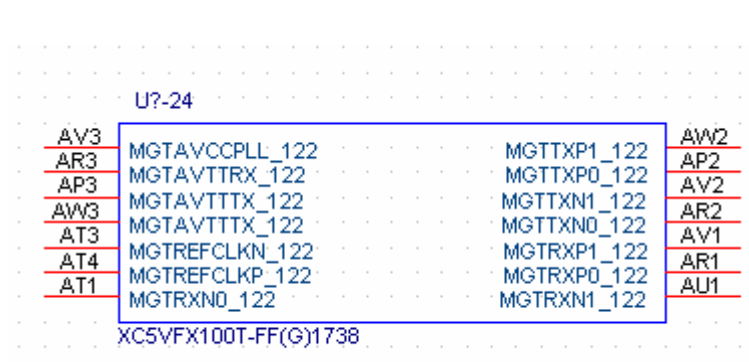 U?-24
AV3 MGTAVCCPLL_122 MGTTXP1_122 AW2
AR3 MGTAVTTRX_122 MGTTXP0_122 AP2
AP3 MGTAVTTTX_122 MGTTXN1_122 AV2
AW3 MGTAVTTTX_122 MGTTXN0_122 AR2
AT3 MGTREFCLKN_122 MGTRXP1_122 AV1
AT4 MGTREFCLKP_122 MGTRXP0_122 AR1
AT1 MGTRXN0_122 MGTRXN1_122 AU1
XC5VFX100T-FF(G)1738